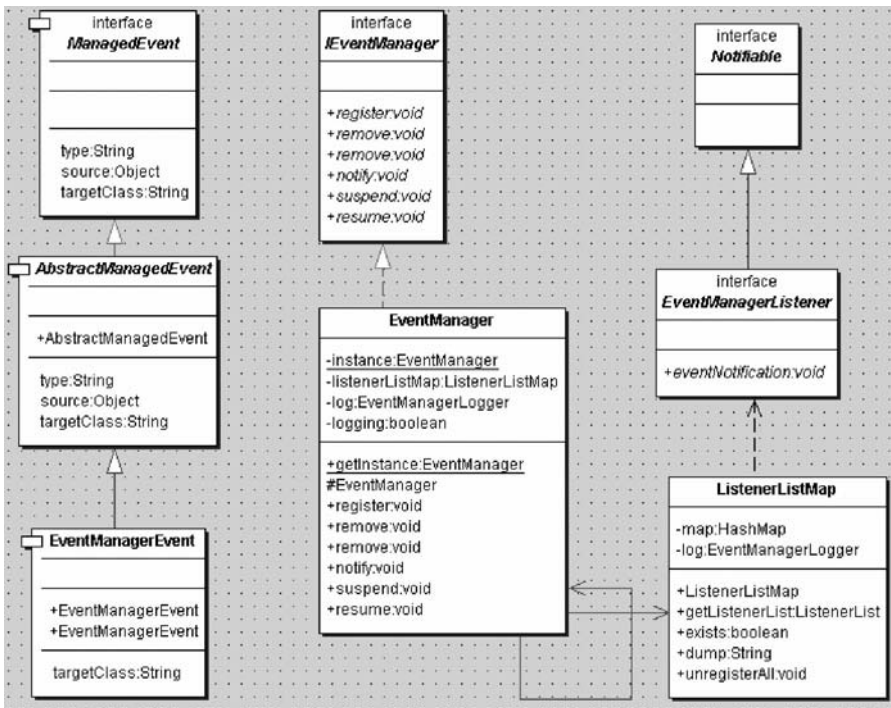 interface
ManagedEvent
type:String
source:Object
targetClass:String
AbstractManagedEvent
+AbstractManagedEvent
type:String
source:Object
targetClass:String
EventManagerEvent
+EventManagerEvent
+EventManagerEvent
targetClass:String
interface
IEventManager
+register:void
+remove:void
+remove:void
+notify:void
+suspend:void
+resume:void
EventManager
-instance:EventManager
-listenerListMap:ListenerListMap
-log:EventManagerLogger
-logging:boolean
+getInstance:EventManager
#EventManager
+register:void
+remove:void
+remove:void
+notify:void
+suspend:void
+resume:void
interface
Notifiable
interface
EventManagerListener
+eventNotification:void
ListenerListMap
-map:HashMap
-log:EventManagerLogger
+ListenerListMap
+getListenerList:ListenerList
+exists:boolean
+dump:String
+unregisterAll:void